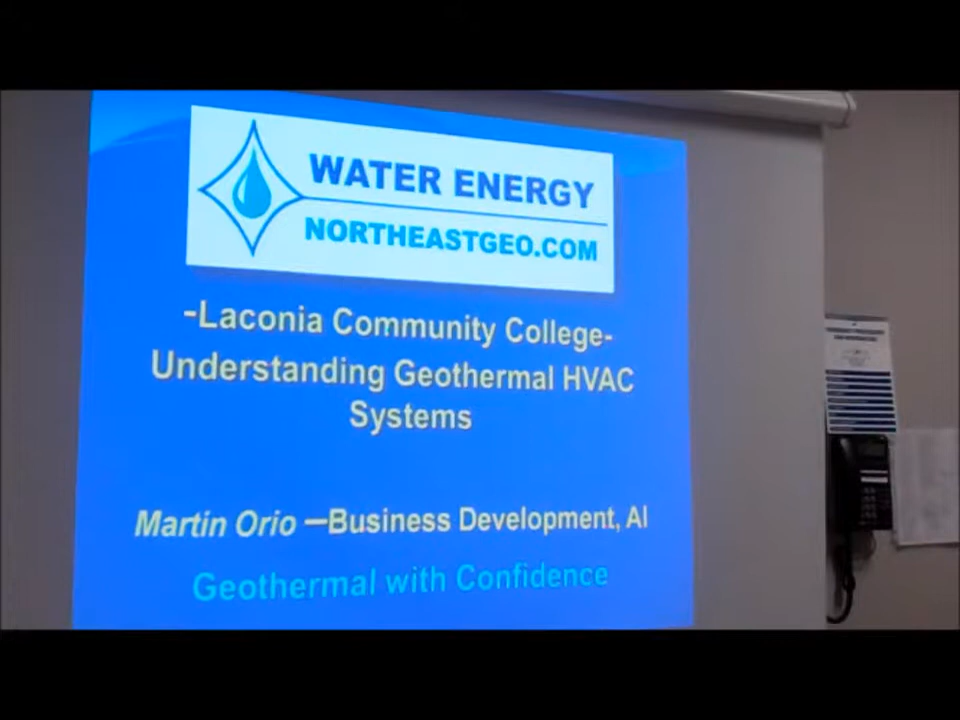 WATER ENERGY
NORTHEASTGEO.COM
-Laconia Community College-
Understanding Geothermal HVAC
Systems
Martin Orio —Business Development, AI
Geothermal with Confidence